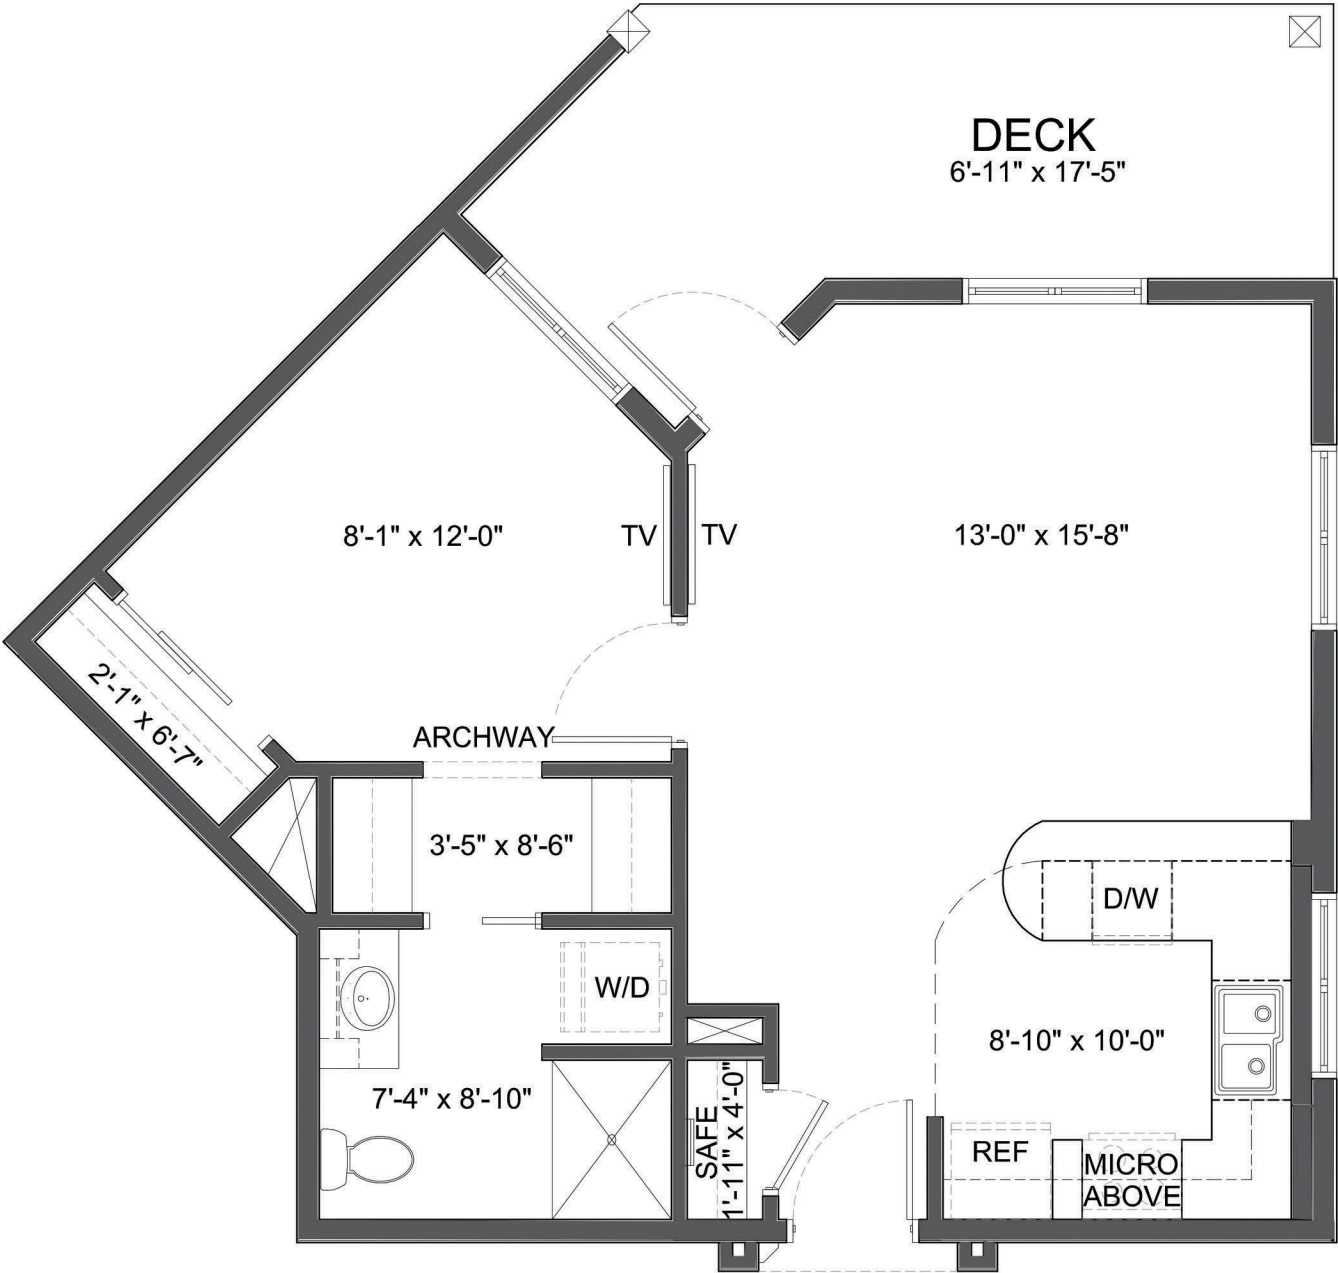 DECK
6'-11" x 17'-5"
8'-1" x 12'-0"
TV
TV
13'-0" x 15'-8"
2'-1" x 6'-7"
ARCHWAY
3'-5" x 8'-6"
D/W
W/D
8'-10" x 10'-0"
7'-4" x 8'-10"
SAFE
1'-11" x 4'-0"
REF
MICRO
ABOVE